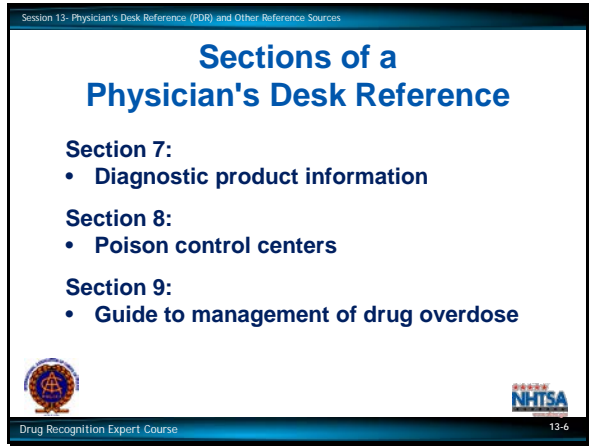 Session 13- Physician's Desk Reference (PDR) and Other Reference Sources
Sections of a
Physician's Desk Reference
Section 7:
• Diagnostic product information
Section 8:
• Poison control centers
Section 9:
• Guide to management of drug overdose
NHTSA
Drug Recognition Expert Course
13-6